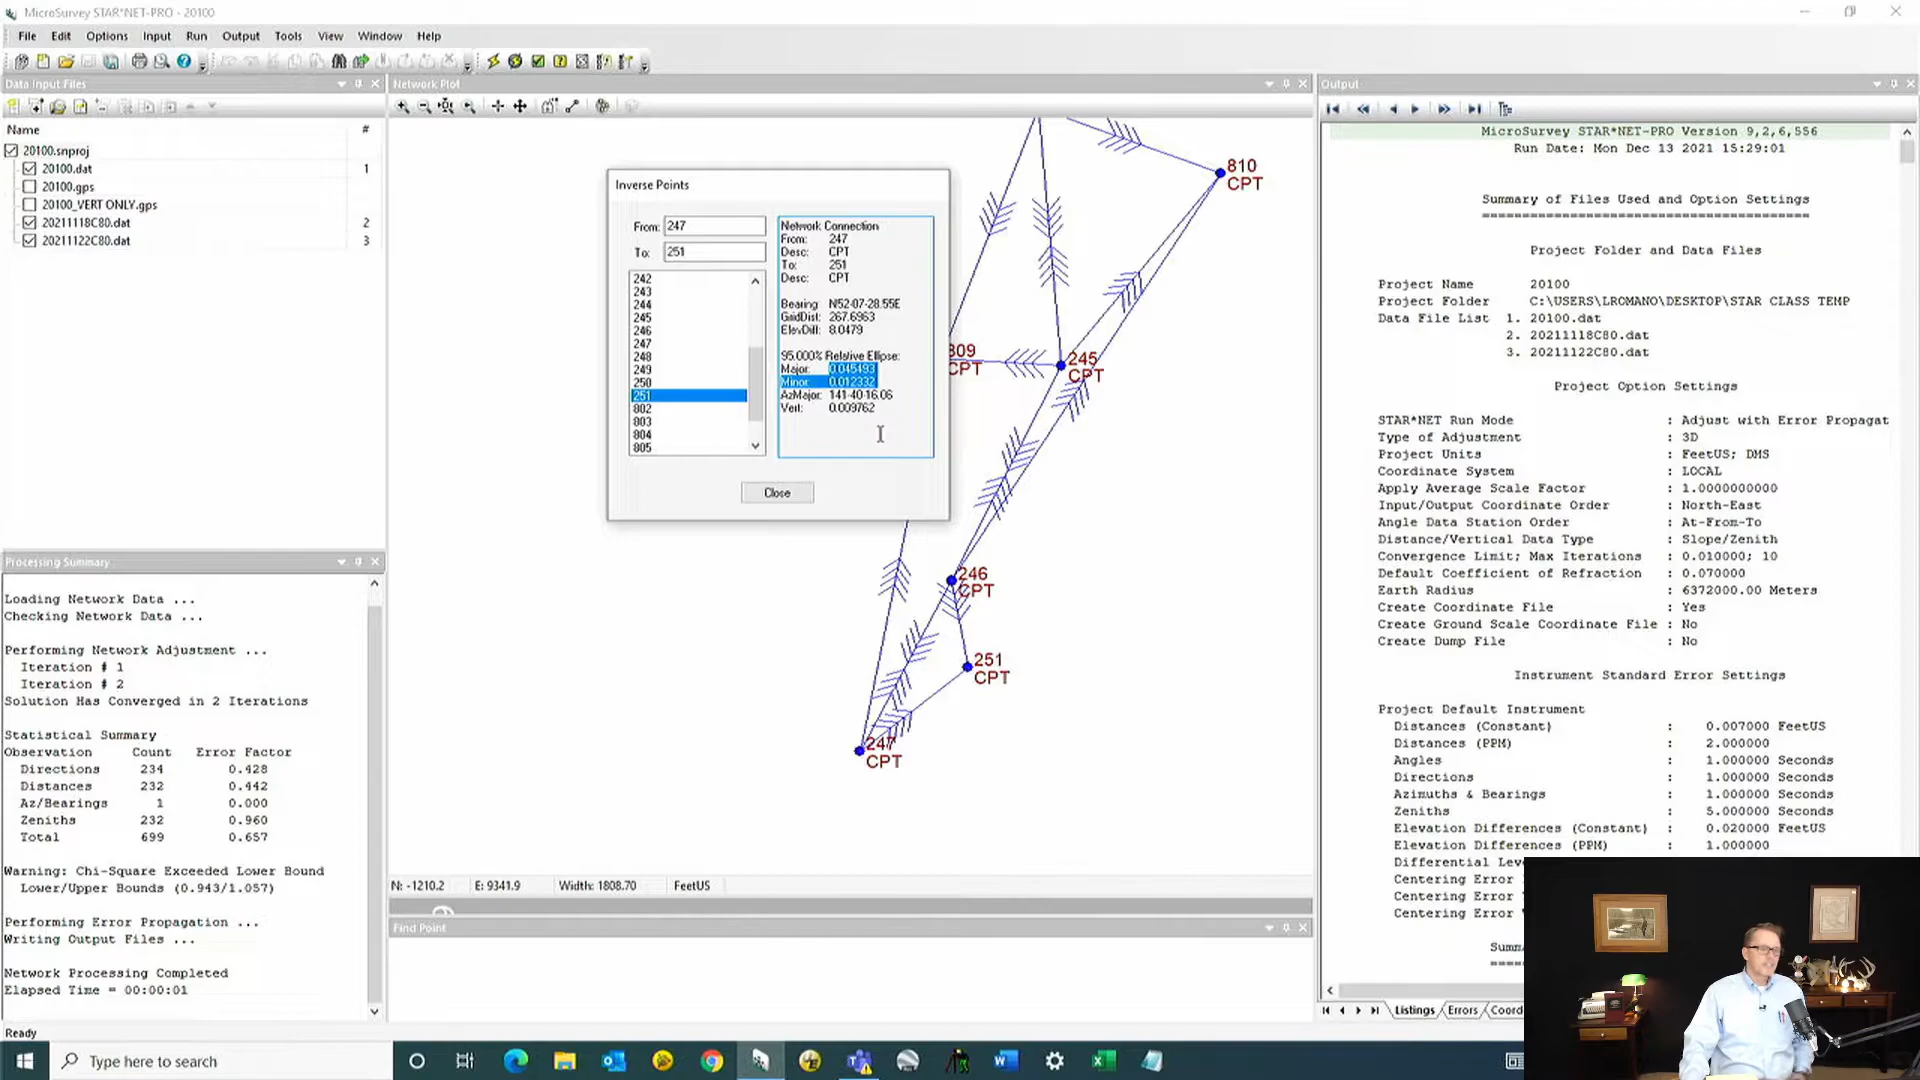 MicroSurvey STAR*NET-PRO - 20100
File Edit Options Input Run Output Tools View Window Help
Data Input Files
Name #
20100.snproj
20100.dat 1
20100.gps
20100_VERT ONLY.gps
20211118C80.dat 2
20211122C80.dat 3
Processing Summary
Loading Network Data ...
Checking Network Data ...
Performing Network Adjustment ...
Iteration # 1
Iteration # 2
Solution Has Converged in 2 Iterations
Statistical Summary
Observation Count Error Factor
Directions 234 0.428
Distances 232 0.442
Az/Bearings 1 0.000
Zeniths 232 0.960
Total 699 0.657
Warning: Chi-Square Exceeded Lower Bound
Lower/Upper Bounds (0.943/1.057)
Performing Error Propagation ...
Writing Output Files ...
Network Processing Completed
Elapsed Time = 00:00:01
Ready
Network Plot
Inverse Points
From: 247
To: 251
242
243
244
245
246
247
248
249
250
251
802
803
804
805
Network Connection
From: 247
Desc: CPT
To: 251
Desc: CPT
Bearing: N52-07-28.55E
GridDist: 267.6963
ElevDiff: 8.0479
95.000% Relative Ellipse:
Major: 0.045493
Minor: 0.012332
AzMajor: 141-40-16.06
Vert: 0.009762
Close
810
CPT
809
CPT
245
CPT
246
CPT
251
CPT
247
CPT
N: -1210.2 E: 9341.9 Width: 1808.70 FeetUS
Find Point
Output
MicroSurvey STAR*NET-PRO Version 9,2,6,556
Run Date: Mon Dec 13 2021 15:29:01
Summary of Files Used and Option Settings
=========================================
Project Folder and Data Files
Project Name 20100
Project Folder C:\USERS\LROMANO\DESKTOP\STAR CLASS TEMP
Data File List 1. 20100.dat
2. 20211118C80.dat
3. 20211122C80.dat
Project Option Settings
STAR*NET Run Mode : Adjust with Error Propagat
Type of Adjustment : 3D
Project Units : FeetUS; DMS
Coordinate System : LOCAL
Apply Average Scale Factor : 1.0000000000
Input/Output Coordinate Order : North-East
Angle Data Station Order : At-From-To
Distance/Vertical Data Type : Slope/Zenith
Convergence Limit; Max Iterations : 0.010000; 10
Default Coefficient of Refraction : 0.070000
Earth Radius : 6372000.00 Meters
Create Coordinate File : Yes
Create Ground Scale Coordinate File : No
Create Dump File : No
Instrument Standard Error Settings
Project Default Instrument
Distances (Constant) : 0.007000 FeetUS
Distances (PPM) : 2.000000
Angles : 1.000000 Seconds
Directions : 1.000000 Seconds
Azimuths & Bearings : 1.000000 Seconds
Zeniths : 5.000000 Seconds
Elevation Differences (Constant) : 0.020000 FeetUS
Elevation Differences (PPM) : 1.000000
Differential Leve
Centering Error
Centering Error
Centering Error
Summ
Listings Errors Coord
Type here to search